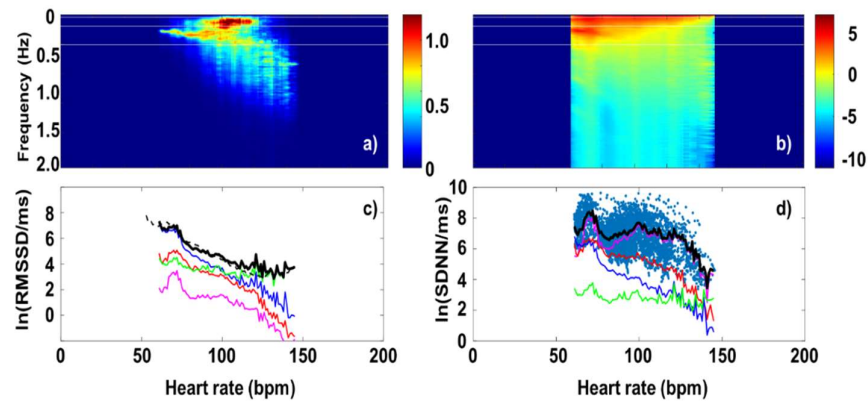 0
0.5
1.0
1.5
2.0
Frequency (Hz)
a)
1.0
0.5
0
b)
5
0
-5
-10
8
6
4
2
0
ln(RMSSD/ms)
c)
0 50 100 150 200
Heart rate (bpm)
10
8
6
4
2
0
ln(SDNN/ms)
d)
0 50 100 150 200
Heart rate (bpm)